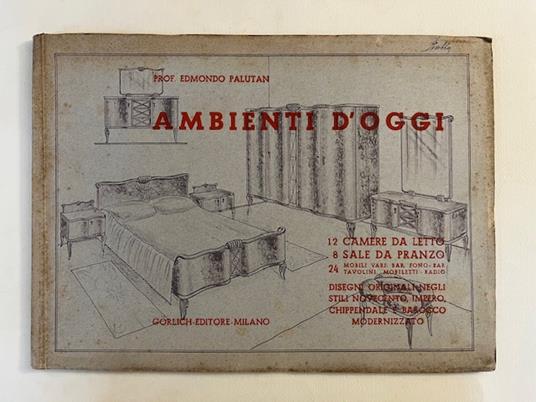 PROF. EDMONDO PALUTAN
AMBIENTI D'OGGI
12 CAMERE DA LETTO
8 SALE DA PRANZO
24 MOBILI VARI: BAR, FONO-BAR
TAVOLINI - MOBILETTI - RADIO
DISEGNI ORIGINALI NEGLI
STILI NOVECENTO, IMPERO,
CHIPPENDALE E BAROCCO
MODERNIZZATO
GÖRLICH-EDITORE-MILANO